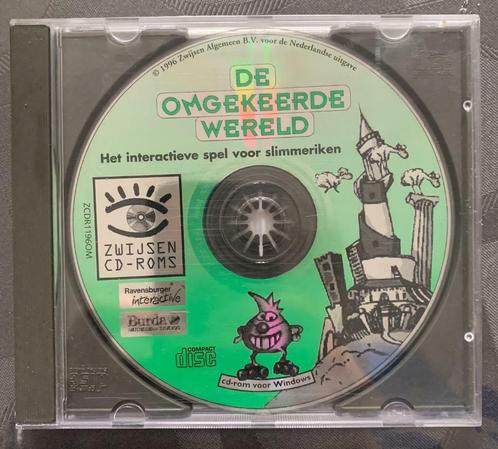 © 1996 Zwijsen Algemeen B.V. voor de Nederlandse uitgave
DE
OMGEKEERDE
WERELD
Het interactieve spel voor slimmeriken
ZCDR1196OM
ZWIJSEN
CD-ROMS
Ravensburger
interactive
Burda
COMPACT
disc
cd-rom voor Windows